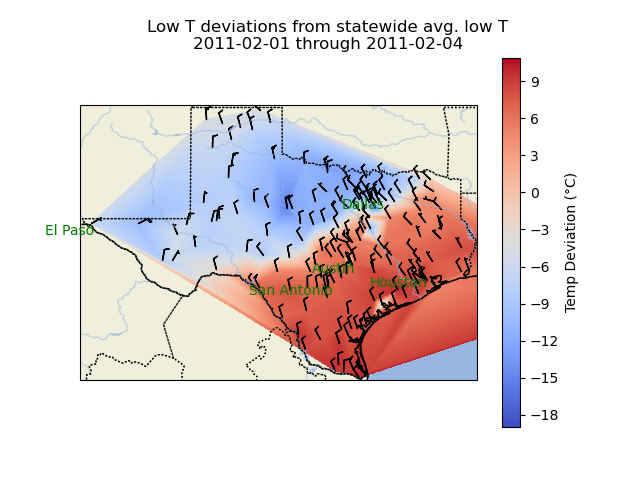 Low T deviations from statewide avg. low T
2011-02-01 through 2011-02-04
Dallas
El Paso
Austin
San Antonio
Houston
9
6
3
0
−3
−6
−9
−12
−15
−18
Temp Deviation (°C)